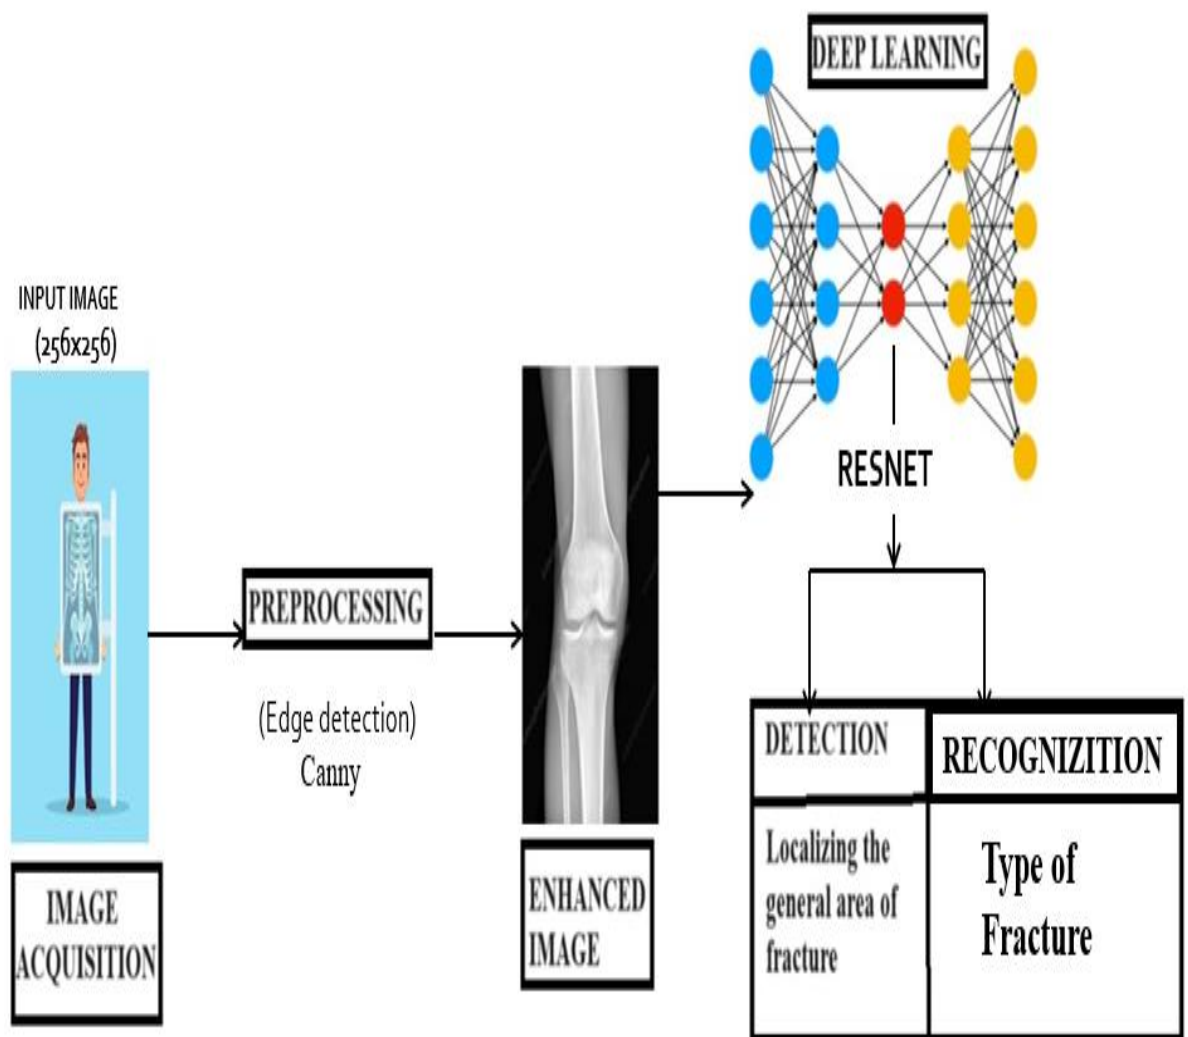 DEEP LEARNING
INPUT IMAGE
(256x256)
RESNET
PREPROCESSING
(Edge detection)
Canny
IMAGE
ACQUISITION
ENHANCED
IMAGE
DETECTION
Localizing the
general area of
fracture
RECOGNIZITION
Type of
Fracture